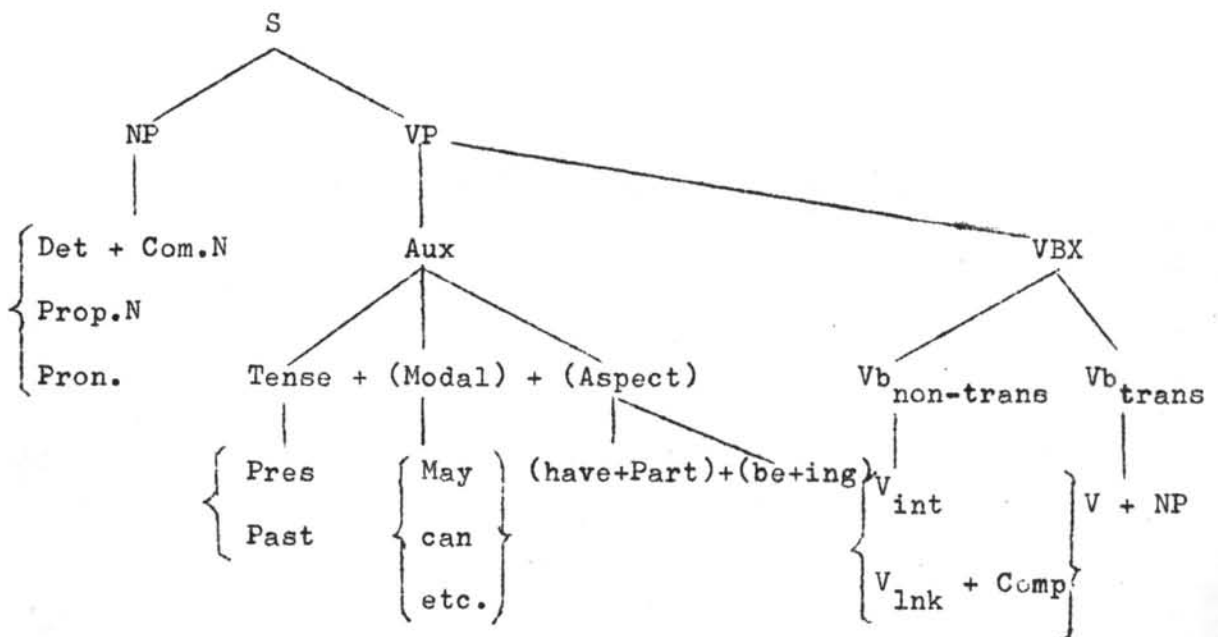 S
NP VP
Det + Com.N Aux VBX
Prop.N
Pron. Tense + (Modal) + (Aspect) Vb non-trans Vb trans
Pres May (have+Part)+(be+ing) V int V + NP
Past can
etc. V lnk + Comp